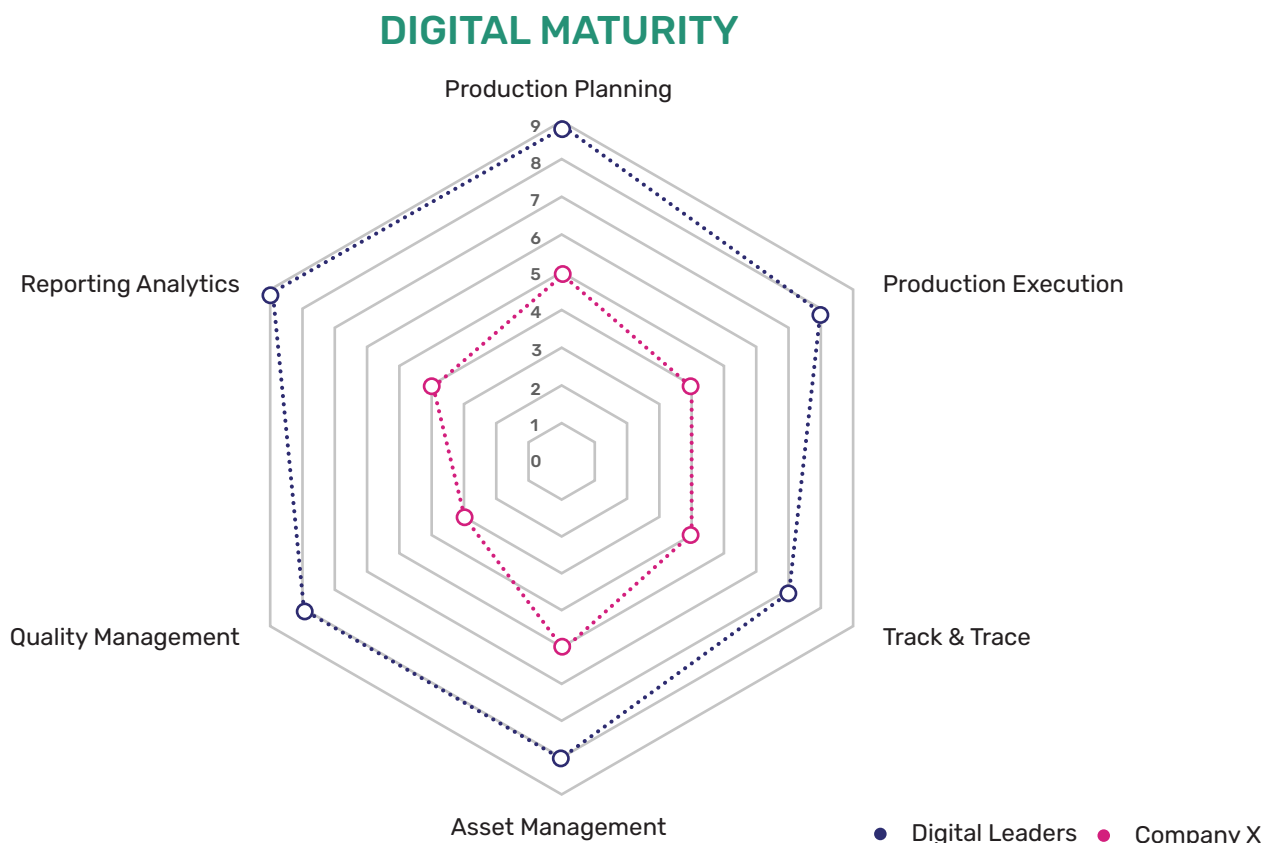 DIGITAL MATURITY
Production Planning
9
8
7
6
5
4
3
2
1
0
Reporting Analytics
Production Execution
Quality Management
Track & Trace
Asset Management
Digital Leaders
Company X